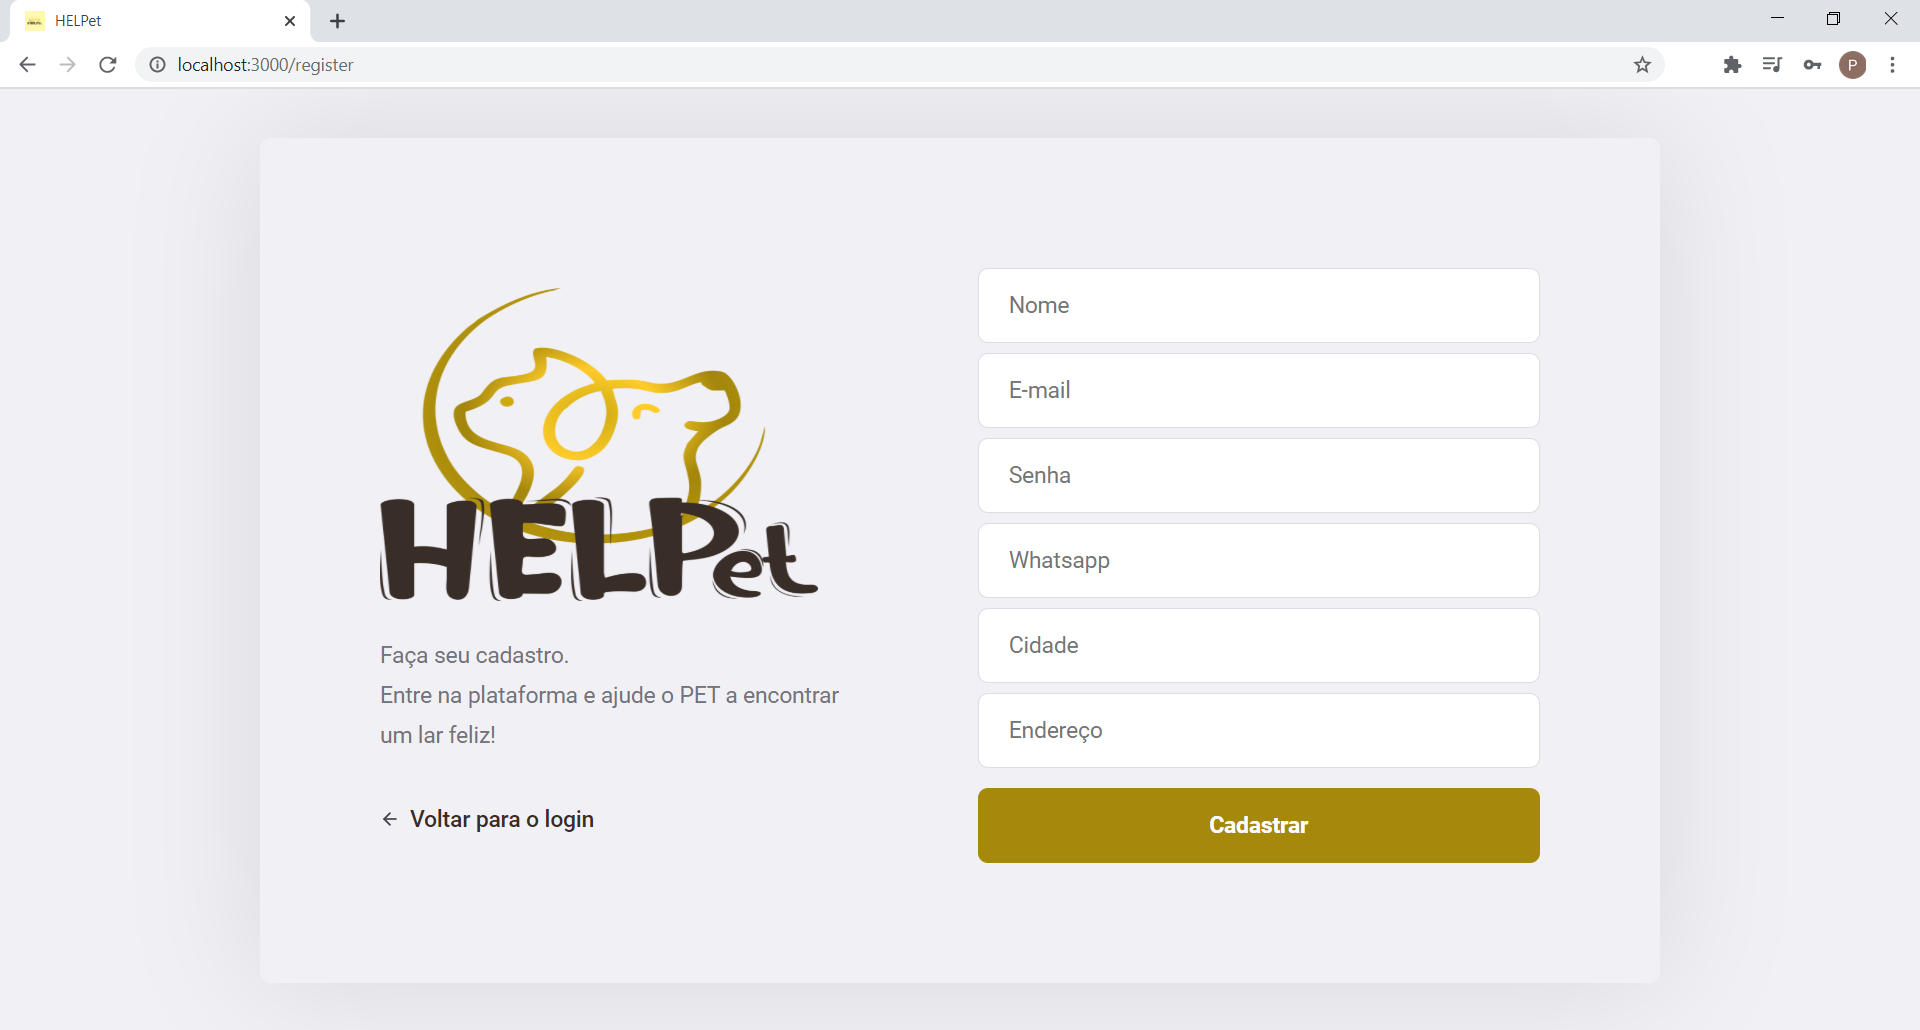 HELPet
localhost:3000/register
P
HELPet
Faça seu cadastro.
Entre na plataforma e ajude o PET a encontrar
um lar feliz!
Voltar para o login
Nome
E-mail
Senha
Whatsapp
Cidade
Endereço
Cadastrar